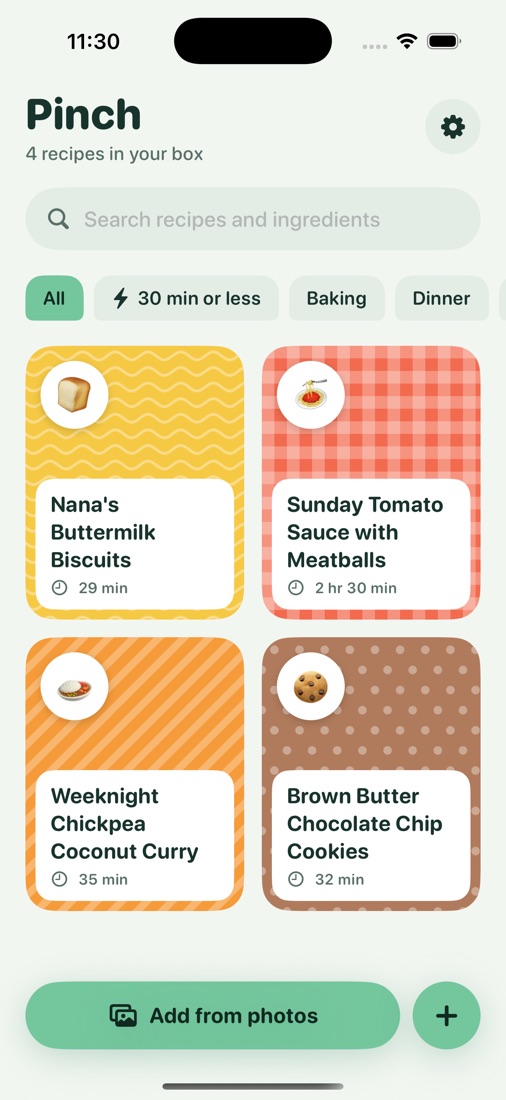 11:30
Pinch
4 recipes in your box
Search recipes and ingredients
All
30 min or less
Baking
Dinner
Nana's
Buttermilk
Biscuits
29 min
Sunday Tomato
Sauce with
Meatballs
2 hr 30 min
Weeknight
Chickpea
Coconut Curry
35 min
Brown Butter
Chocolate Chip
Cookies
32 min
Add from photos